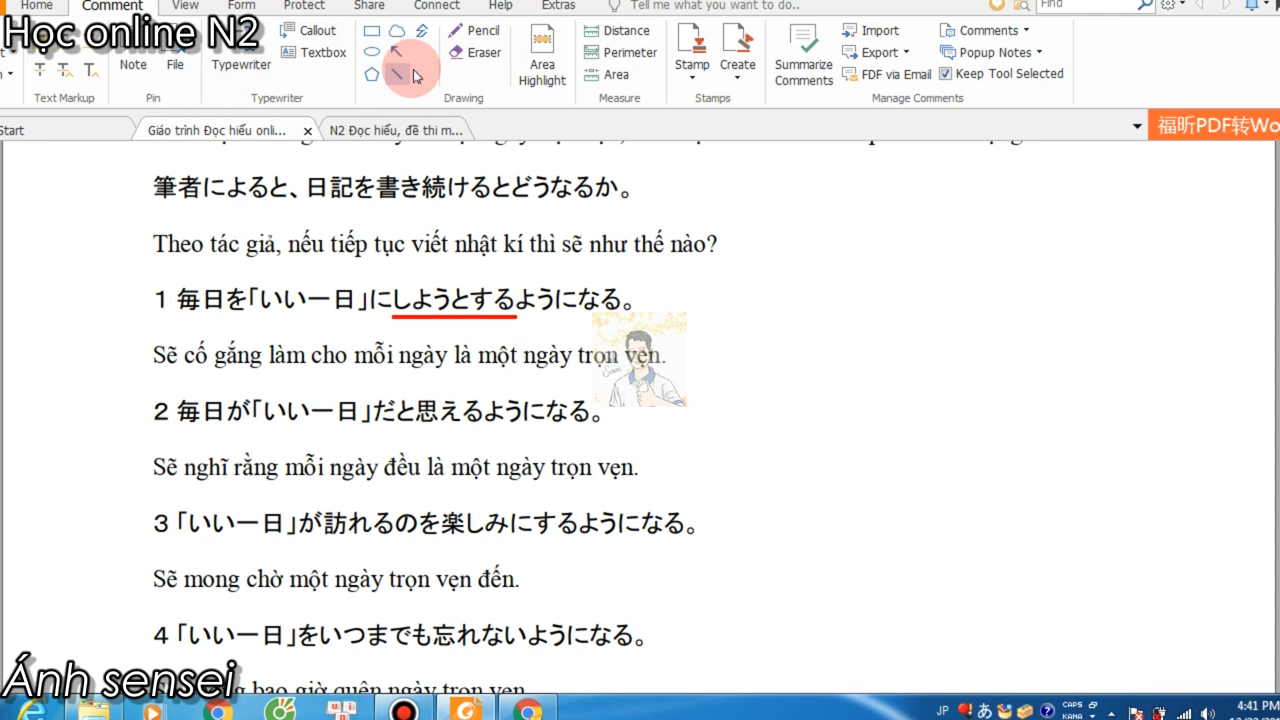 Home Comment View Form Protect Share Connect Help Extras Tell me what you want to do.. Find
Học online N2
Callout
Textbox
Note File Typewriter
Pencil
Eraser
Area Highlight
Distance
Perimeter
Area
Stamp Create
Summarize Comments
Import
Export
FDF via Email
Comments
Popup Notes
Keep Tool Selected
Text Markup Pin Typewriter Drawing Measure Stamps Manage Comments
Start Giáo trình Đọc hiểu onli... N2 Đọc hiểu, đề thi m... 福昕PDF转Wo
筆者によると、日記を書き続けるとどうなるか。
Theo tác giả, nếu tiếp tục viết nhật kí thì sẽ như thế nào?
1 毎日を「いい一日」にしようとするようになる。
Sẽ cố gắng làm cho mỗi ngày là một ngày trọn vẹn.
2 毎日が「いい一日」だと思えるようになる。
Sẽ nghĩ rằng mỗi ngày đều là một ngày trọn vẹn.
3 「いい一日」が訪れるのを楽しみにするようになる。
Sẽ mong chờ một ngày trọn vẹn đến.
4 「いい一日」をいつまでも忘れないようになる。
bao giờ quên ngày trọn vẹn
Ánh sensei
JP あ CAPS KANA 4:41 PM